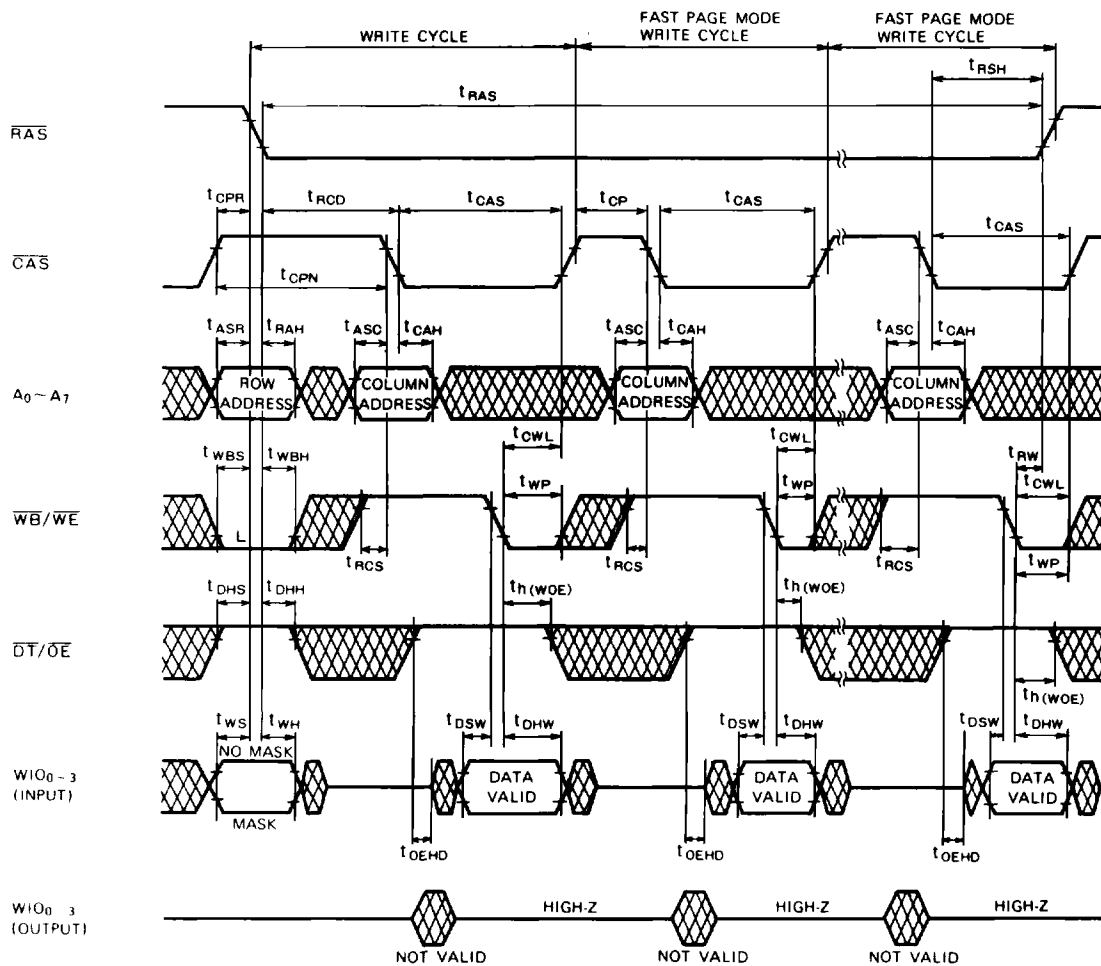 WRITE CYCLE
FAST PAGE MODE
WRITE CYCLE
FAST PAGE MODE
WRITE CYCLE
tRSH
tRAS
RAS
tCPR
tRCD
tCAS
tCP
tCAS
tCAS
CAS
tCPN
tASR
tRAH
tASC
tCAH
tASC
tCAH
tASC
tCAH
A0~A7
ROW
ADDRESS
COLUMN
ADDRESS
COLUMN
ADDRESS
COLUMN
ADDRESS
tCWL
tCWL
tRW
tCWL
tWBS
tWBH
tWP
tWP
WB/WE
L
tRCS
tRCS
tRCS
tWP
tDHS
tDHH
th(WOE)
th(WOE)
DT/OE
th(WOE)
tWS
tWH
tDSW
tDHW
tDSW
tDHW
tDSW
tDHW
NO MASK
WIO0~3
(INPUT)
DATA
VALID
DATA
VALID
DATA
VALID
MASK
tOEHD
tOEHD
tOEHD
WIO0 3
(OUTPUT)
HIGH-Z
HIGH-Z
HIGH-Z
NOT VALID
NOT VALID
NOT VALID